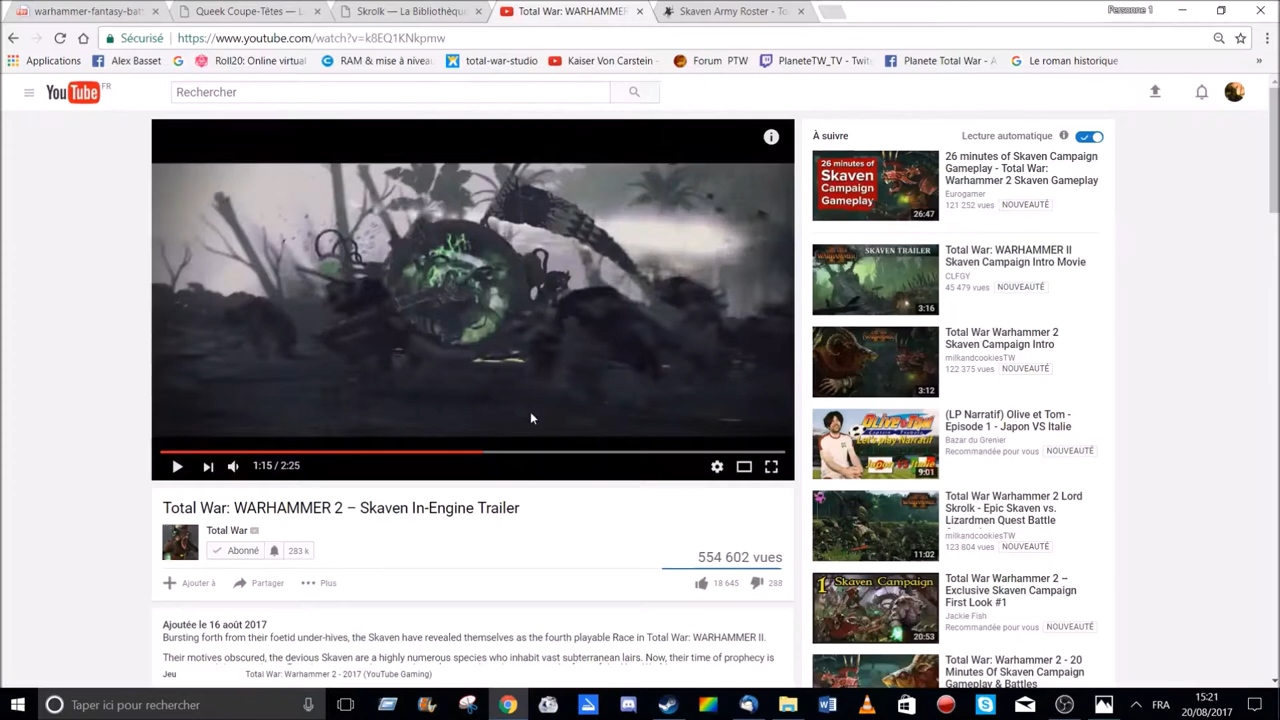 warhammer-fantasy-bat
Queek Coupe-Têtes — L
Skrolk — La Bibliothèqu
Total War: WARHAMMER
Skaven Army Roster - To
Personne 1
Sécurisé
https://www.youtube.com/watch?v=k8EQ1KNkpmw
Applications
Alex Basset
Roll20: Online virtual
RAM & mise à niveau
total-war-studio
Kaiser Von Carstein -
Forum PTW
PlaneteTW_TV - Twit
Planete Total War - A
Le roman historique
»
YouTube FR
Rechercher
À suivre
Lecture automatique
26 minutes of Skaven Campaign Gameplay
26:47
26 minutes of Skaven Campaign
Gameplay - Total War:
Warhammer 2 Skaven Gameplay
Eurogamer
121 252 vues NOUVEAUTÉ
SKAVEN TRAILER
3:16
Total War: WARHAMMER II
Skaven Campaign Intro Movie
CLFGY
45 479 vues NOUVEAUTÉ
3:12
Total War Warhammer 2
Skaven Campaign Intro
milkandcookiesTW
122 375 vues NOUVEAUTÉ
OLIVE et TOM
9:01
(LP Narratif) Olive et Tom -
Episode 1 - Japon VS Italie
Bazar du Grenier
Recommandée pour vous NOUVEAUTÉ
11:02
Total War Warhammer 2 Lord
Skrolk - Epic Skaven vs.
Lizardmen Quest Battle
milkandcookiesTW
123 804 vues NOUVEAUTÉ
1 Skaven Campaign
20:53
Total War Warhammer 2 –
Exclusive Skaven Campaign
First Look #1
Jackie Fish
Recommandée pour vous NOUVEAUTÉ
Total War: Warhammer 2 - 20
Minutes Of Skaven Campaign
Gameplay & Battles
1:15 / 2:25
Total War: WARHAMMER 2 – Skaven In-Engine Trailer
Total War
Abonné 283 k
554 602 vues
Ajouter à
Partager
Plus
18 645
288
Ajoutée le 16 août 2017
Bursting forth from their foetid under-hives, the Skaven have revealed themselves as the fourth playable Race in Total War: WARHAMMER II.
Their motives obscured, the devious Skaven are a highly numerous species who inhabit vast subterranean lairs. Now, their time of prophecy is
Jeu Total War: Warhammer 2 - 2017 (YouTube Gaming)
Taper ici pour rechercher
FRA
15:21
20/08/2017